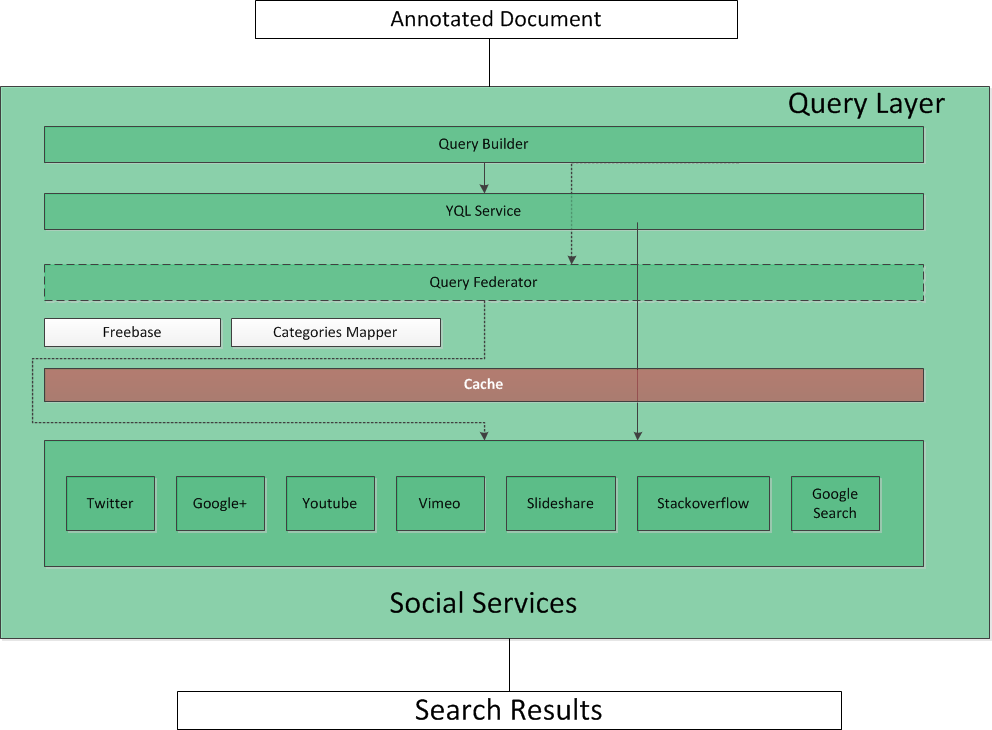 Annotated Document
Query Layer
Query Builder
YQL Service
Query Federator
Freebase
Categories Mapper
Cache
Twitter
Google+
Youtube
Vimeo
Slideshare
Stackoverflow
Google
Search
Social Services
Search Results